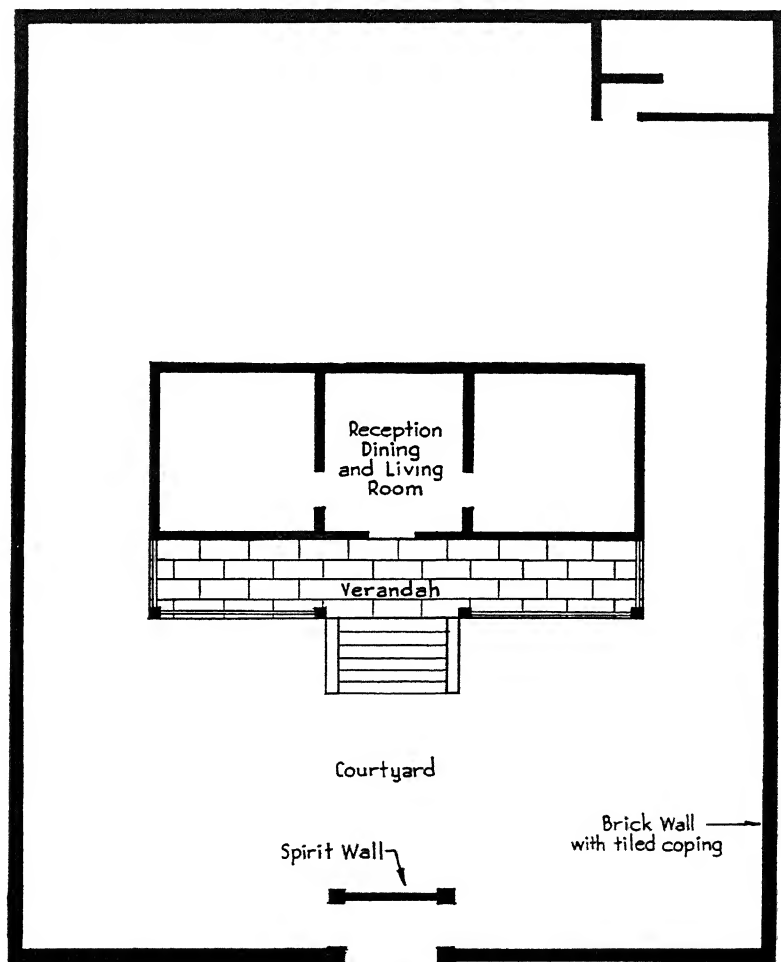 Reception
Dining
and Living
Room
Verandah
Courtyard
Brick Wall
with tiled coping
Spirit Wall